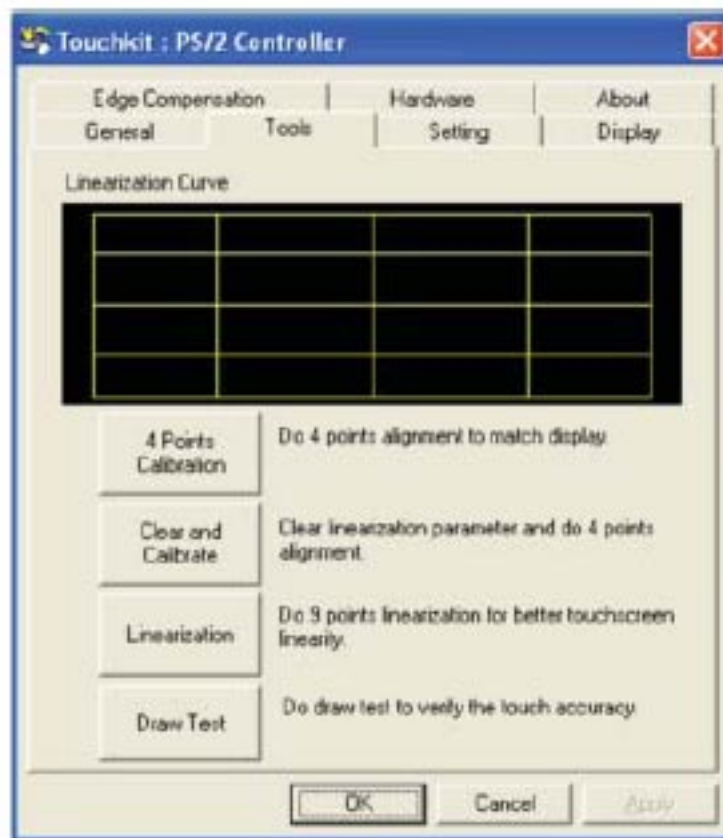 Touchkit : PS/2 Controller
Edge Compensation Hardware About
General Tools Setting Display
Linearization Curve
4 Points
Calibration
Do 4 points alignment to match display.
Clear and
Calibrate
Clear linearization parameter and do 4 points
alignment.
Linearization
Do 9 points linearization for better touchscreen
linearity.
Draw Test
Do draw test to verify the touch accuracy.
OK Cancel Apply